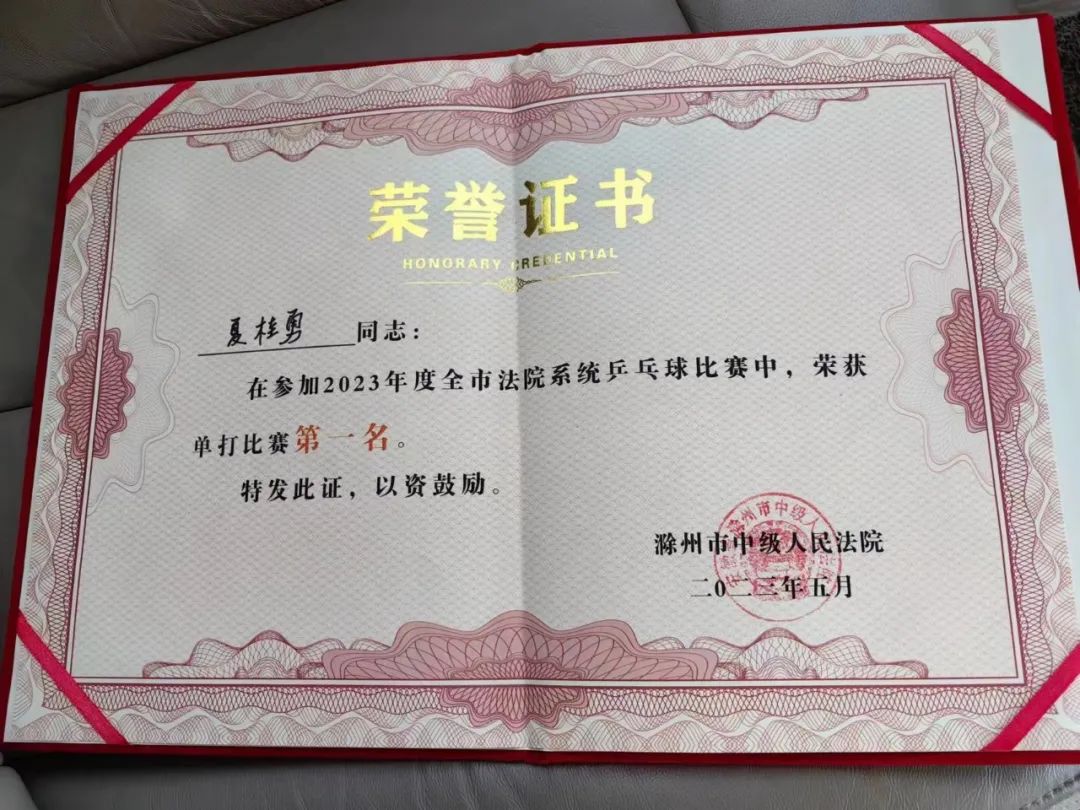 荣誉证书
HONORARY CREDENTIAL
夏桂勇 同志：
在参加2023年度全市法院系统乒乓球比赛中，荣获
单打比赛第一名。
特发此证，以资鼓励。
滁州市中级人民法院
二0二三年五月